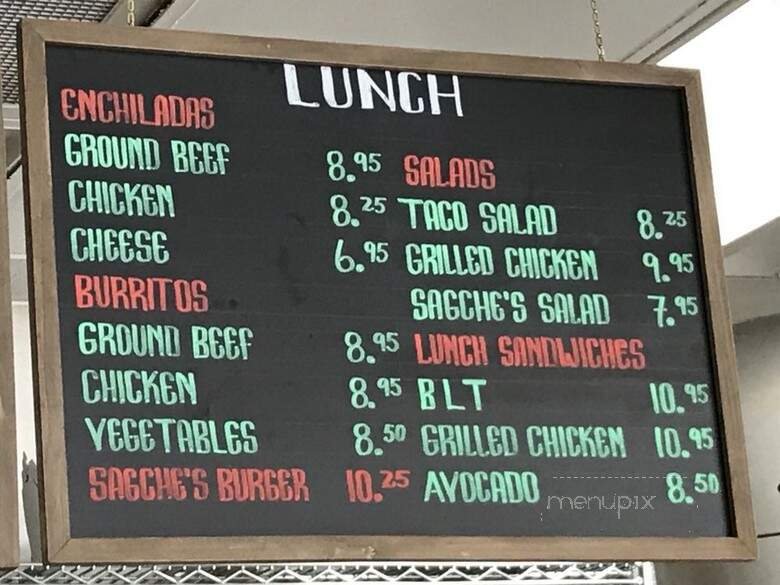 LUNCH
ENCHILADAS
GROUND BEEF 8.95
CHICKEN 8.25
CHEESE 6.95
BURRITOS
GROUND BEEF 8.95
CHICKEN 8.95
VEGETABLES 8.50
SAGCHE'S BURGER 10.25
SALADS
TACO SALAD 8.25
GRILLED CHICKEN 9.95
SAGCHE'S SALAD 7.95
LUNCH SANDWICHES
BLT 10.95
GRILLED CHICKEN 10.95
AVOCADO 8.50
menupix